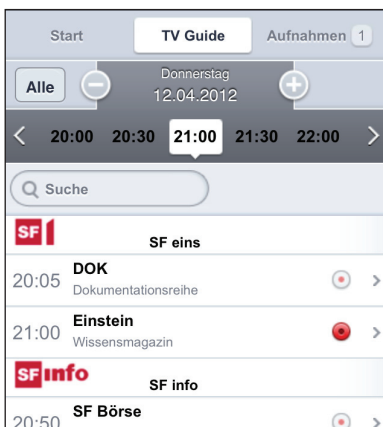 Start TV Guide Aufnahmen 1
Alle
Donnerstag
12.04.2012
20:00 20:30 21:00 21:30 22:00
Suche
SF 1 SF eins
20:05 DOK
Dokumentationsreihe
21:00 Einstein
Wissensmagazin
SF info SF info
20:50 SF Börse